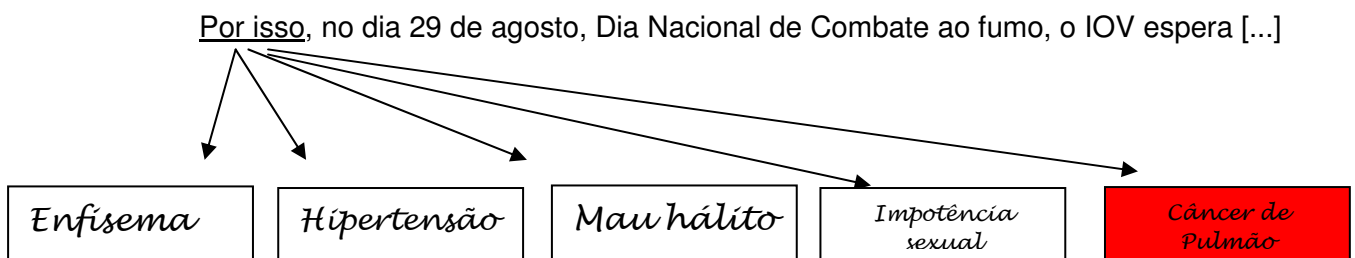 Por isso, no dia 29 de agosto, Dia Nacional de Combate ao fumo, o IOV espera [...]
Enfisema
Hipertensão
Mau hálito
Impotência
sexual
Câncer de
Pulmão